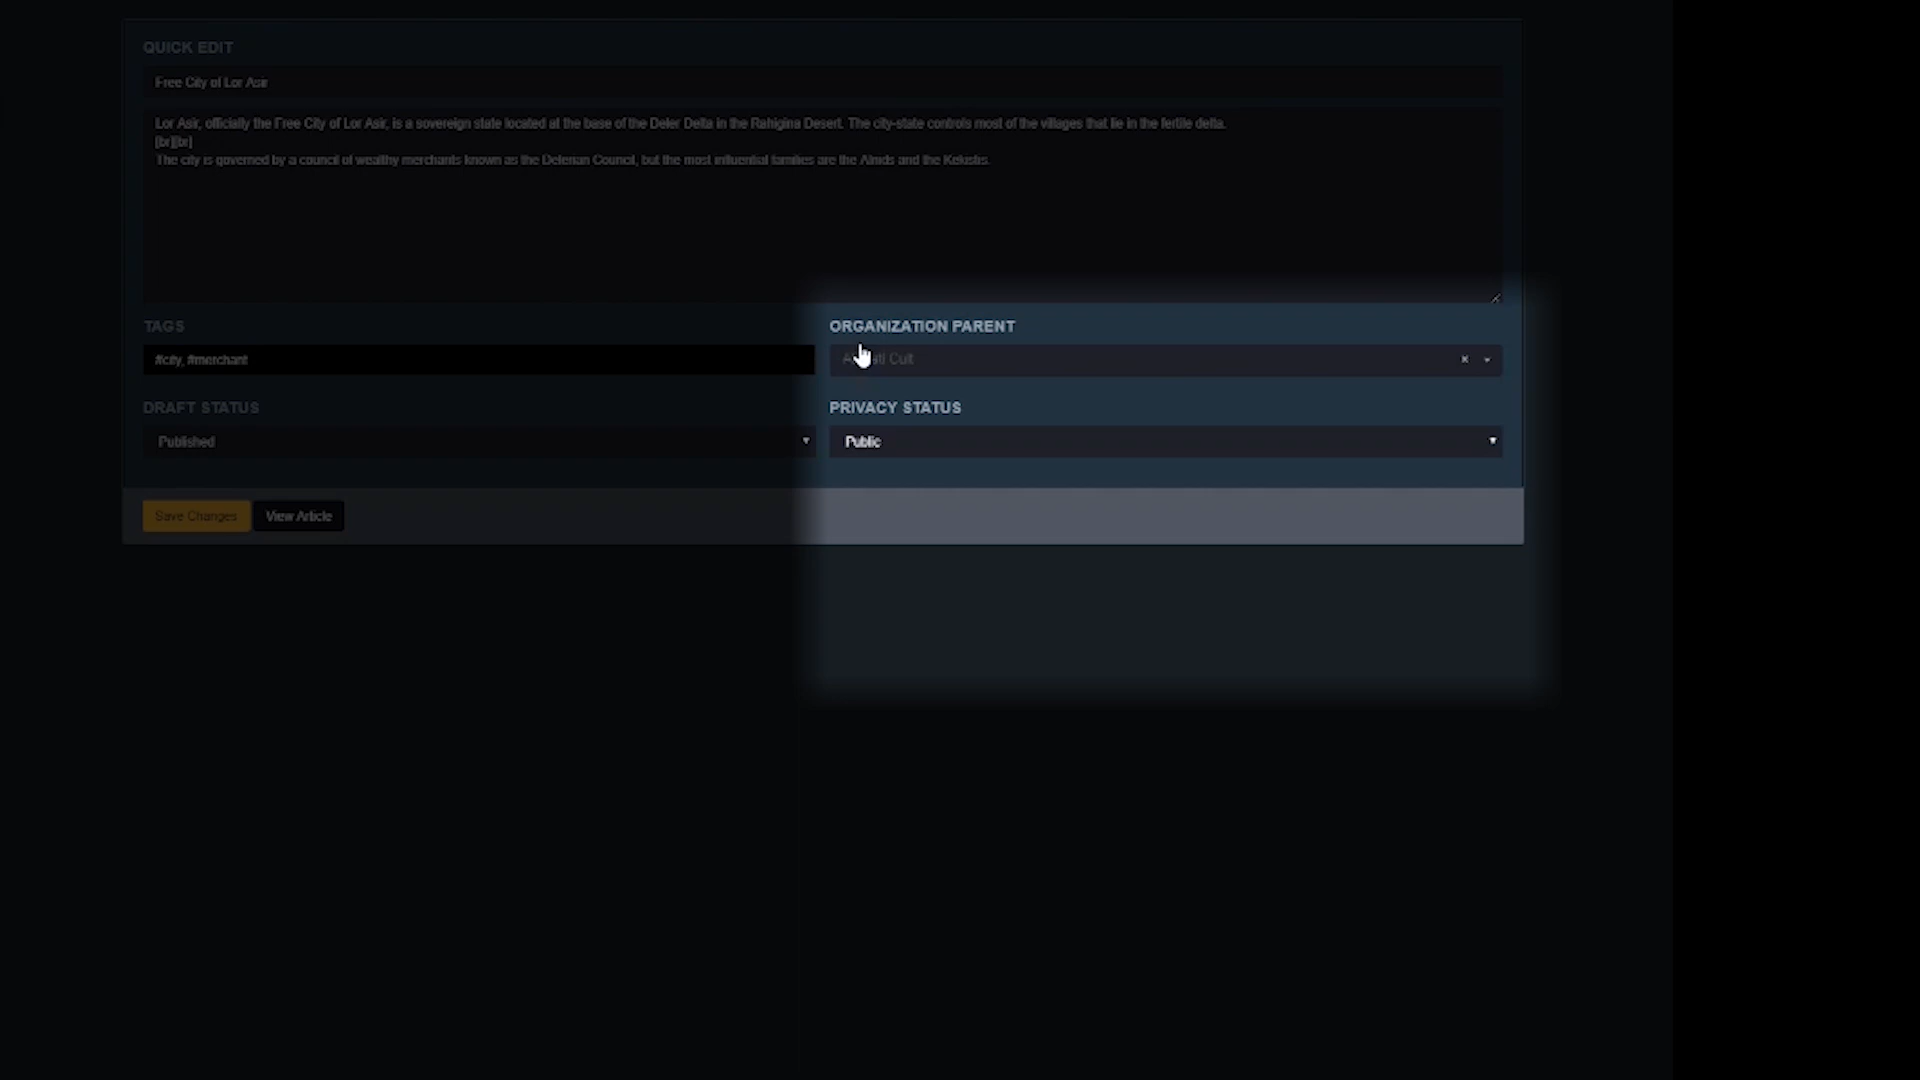 QUICK EDIT
Free City of Lor Asir
Lor Asir, officially the Free City of Lor Asir, is a sovereign state located at the base of the Deler Delta in the Rahigina Desert. The city-state controls most of the villages that lie in the fertile delta.
[br][br]
The city is governed by a council of wealthy merchants known as the Delerian Council, but the most influential families are the and the
TAGS
ORGANIZATION PARENT
#city, #merchant
Cult
DRAFT STATUS
PRIVACY STATUS
Published
Public
Save Changes
View Article